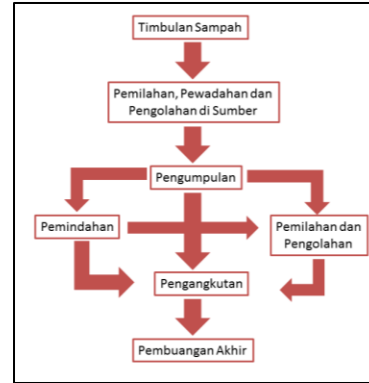 Timbulan Sampah
Pemilahan, Pewadahan dan
Pengolahan di Sumber
Pengumpulan
Pemindahan
Pemilahan dan
Pengolahan
Pengangkutan
Pembuangan Akhir